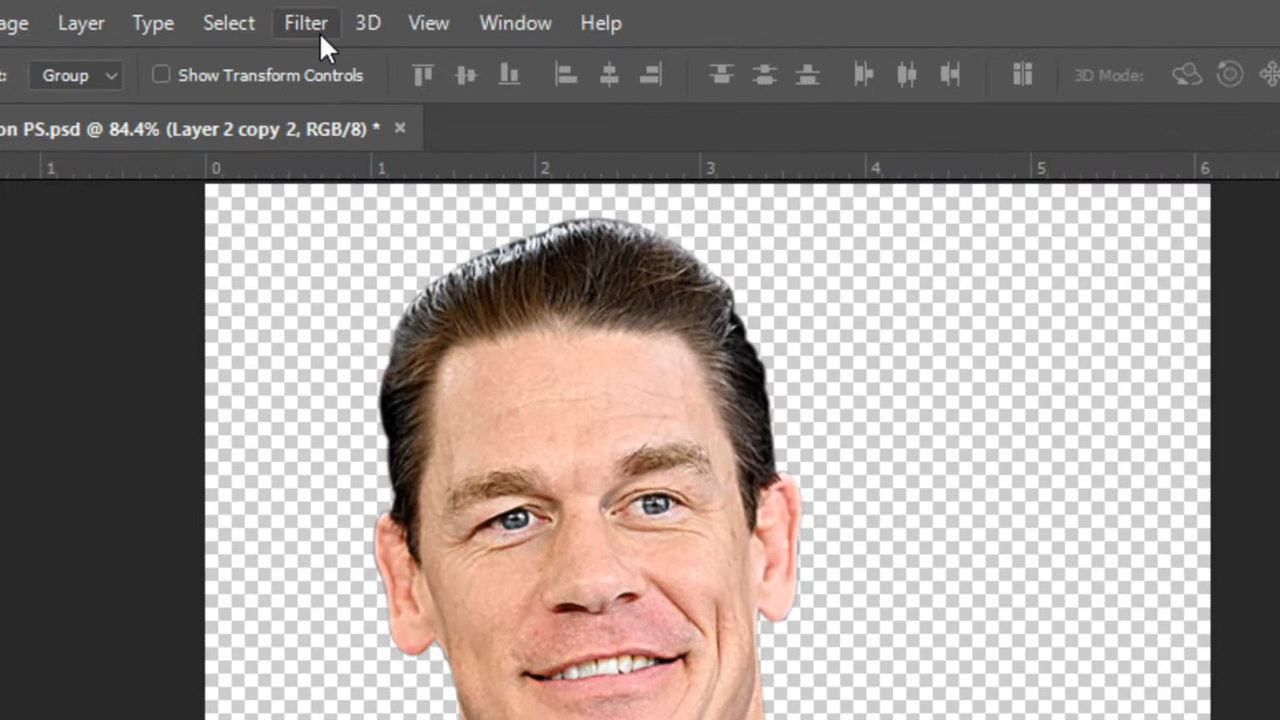 age Layer Type Select Filter 3D View Window Help
t: Group Show Transform Controls 3D Mode:
on PS.psd @ 84.4% (Layer 2 copy 2, RGB/8) * ×
1 0 1 2 3 4 5 6